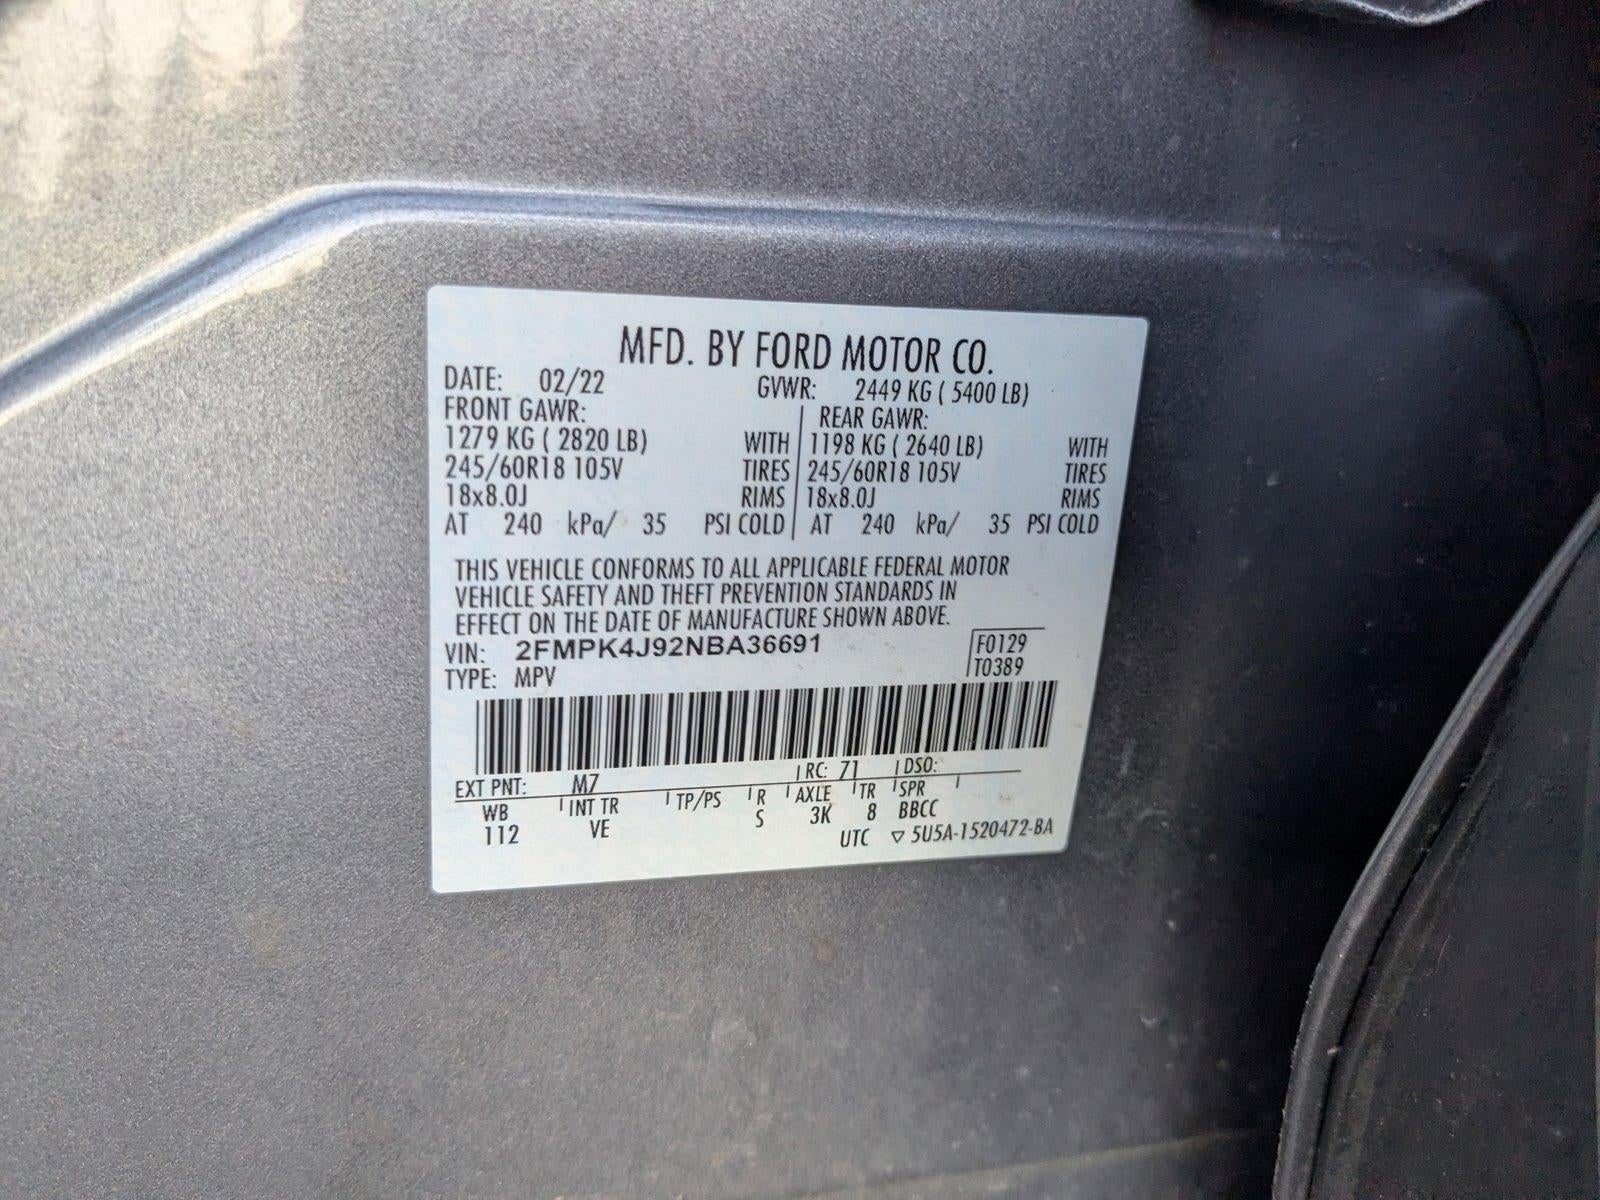 MFD. BY FORD MOTOR CO.
DATE: 02/22 GVWR: 2449 KG ( 5400 LB)
FRONT GAWR: REAR GAWR:
1279 KG ( 2820 LB) WITH 1198 KG ( 2640 LB) WITH
245/60R18 105V TIRES 245/60R18 105V TIRES
18x8.0J RIMS 18x8.0J RIMS
AT 240 kPa/ 35 PSI COLD AT 240 kPa/ 35 PSI COLD
THIS VEHICLE CONFORMS TO ALL APPLICABLE FEDERAL MOTOR
VEHICLE SAFETY AND THEFT PREVENTION STANDARDS IN
EFFECT ON THE DATE OF MANUFACTURE SHOWN ABOVE.
VIN: 2FMPK4J92NBA36691 F0129
TYPE: MPV T0389
EXT PNT: M7 RC: 71 DSO:
WB INT TR TP/PS R AXLE TR SPR
112 VE S 3K 8 BBCC
UTC ▽ 5U5A-1520472-BA